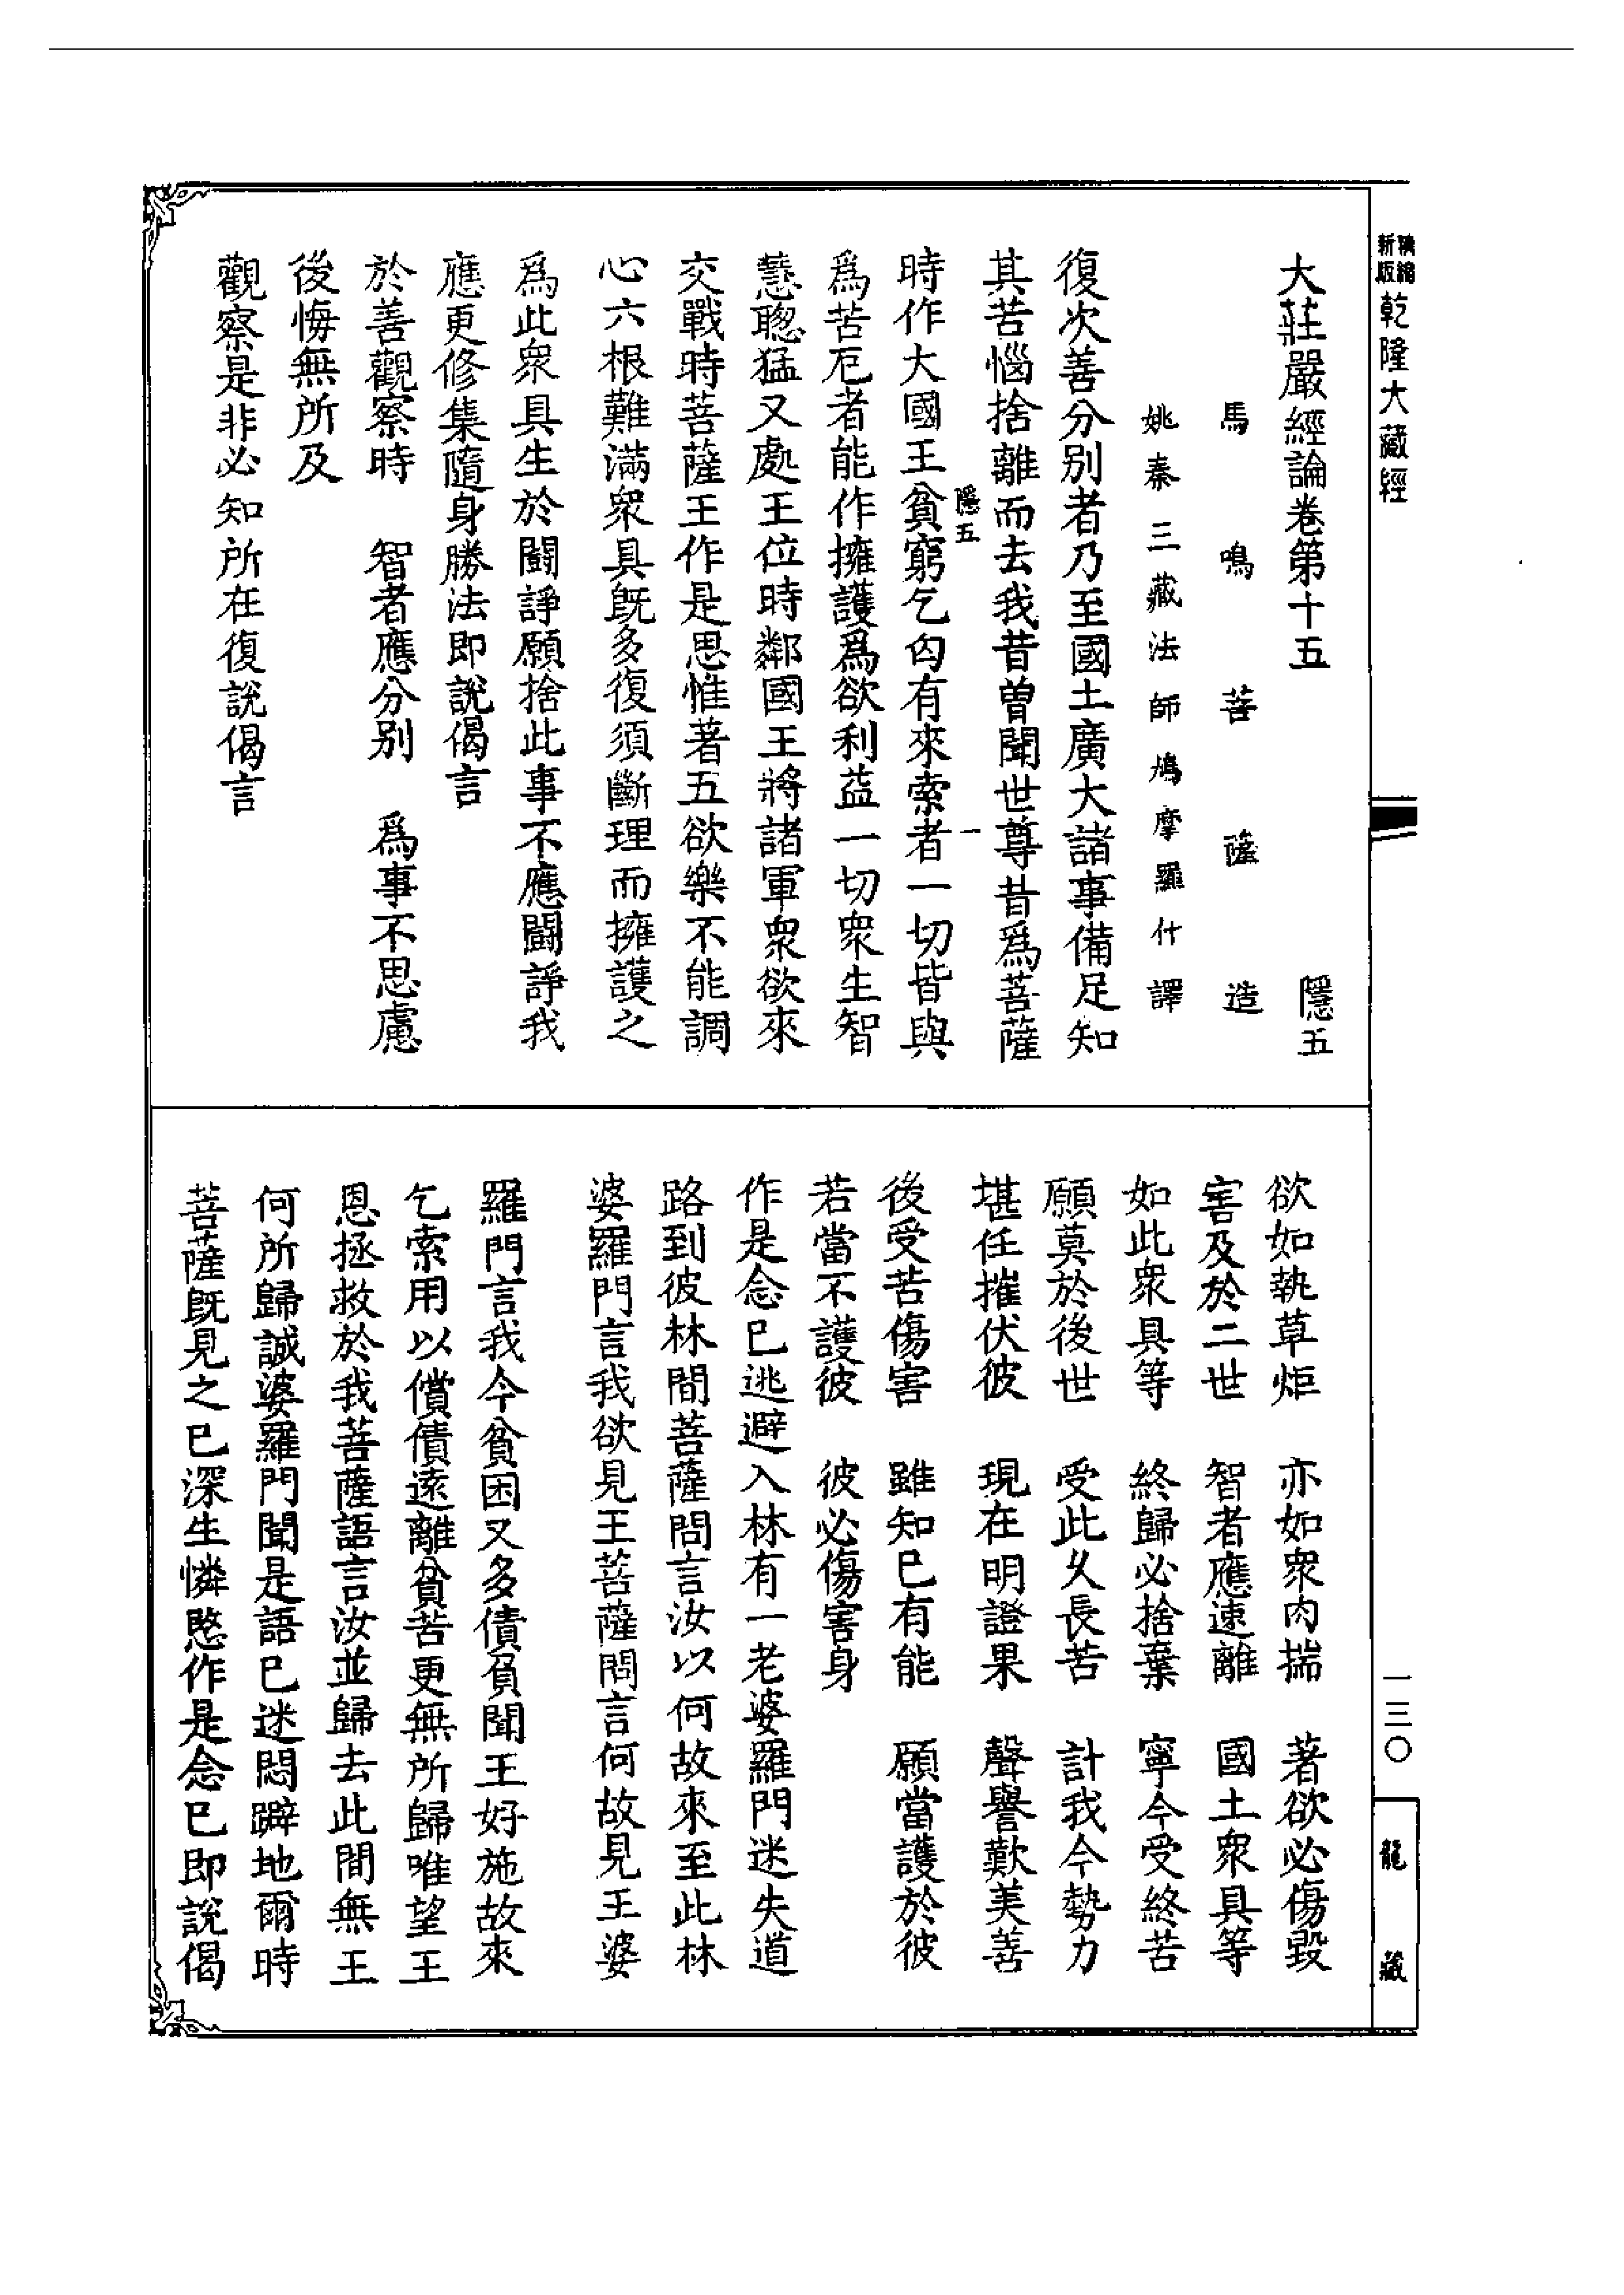 新版精縮乾隆大藏經
大莊嚴經論卷第十五 隱五
馬鳴菩薩造
姚秦三藏法師鳩摩羅什譯
復次善分別者乃至國土廣大諸事備足知
其苦惱捨離而去我昔曾聞世尊昔爲菩薩
隱五 一
時作大國王貧窮乞匃有來索者一切皆與
爲苦厄者能作擁護爲欲利益一切衆生智
慧聰猛又處王位時鄰國王將諸軍衆欲來
交戰時菩薩王作是思惟著五欲樂不能調
心六根難滿衆具既多復須斷理而擁護之
爲此衆具生於鬪諍願捨此事不應鬪諍我
應更修集隨身勝法即說偈言
於善觀察時 智者應分別 爲事不思慮
後悔無所及
觀察是非必知所在復說偈言
欲如執草炬 亦如衆肉揣 著欲必傷毀
害及於二世 智者應速離 國土衆具等
如此衆具等 終歸必捨棄 寧今受終苦
願莫於後世 受此久長苦 計我今勢力
堪任摧伏彼 現在明證果 聲譽歎美善
後受苦傷害 雖知已有能 願當護於彼
若當不護彼 彼必傷害身
作是念已逃避入林有一老婆羅門迷失道
路到彼林間菩薩問言汝以何故來至此林
婆羅門言我欲見王菩薩問言何故見王婆
羅門言我今貧困又多債負聞王好施故來
乞索用以償債遠離貧苦更無所歸唯望王
恩拯救於我菩薩語言汝並歸去此間無王
何所歸誠婆羅門聞是語已迷悶躃地爾時
菩薩既見之已深生憐愍作是念已即說偈
一三〇
龍藏